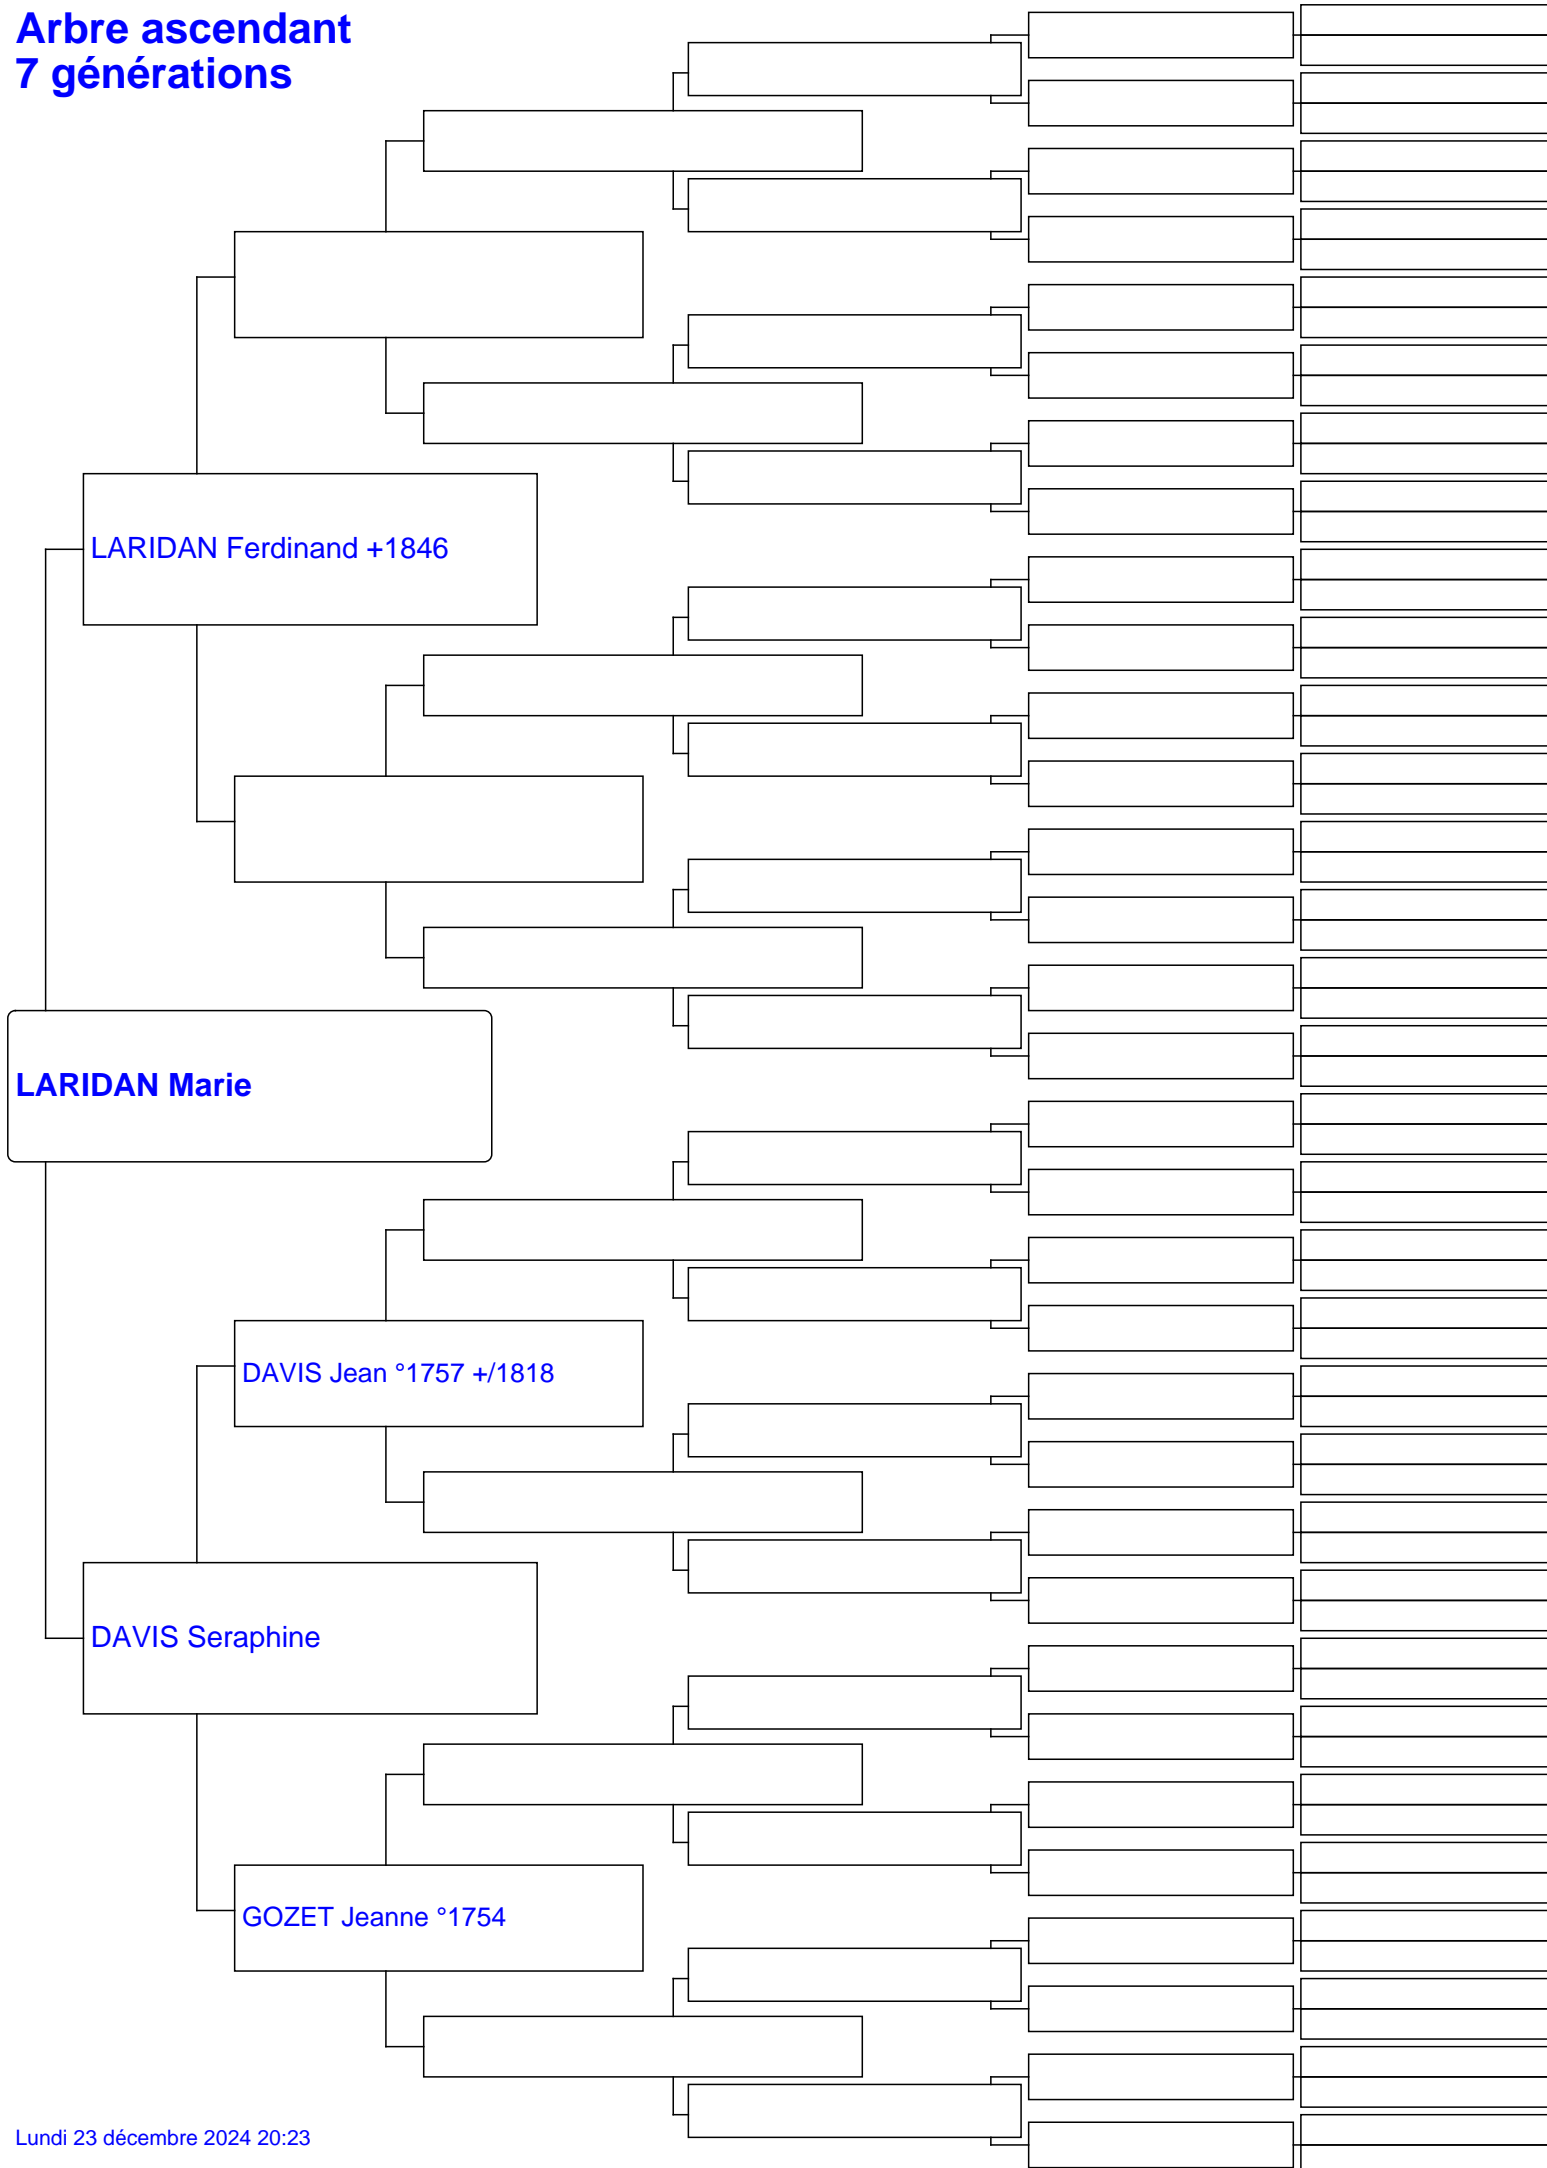 Arbre ascendant
7 générations
LARIDAN Ferdinand +1846
LARIDAN Marie
DAVIS Jean °1757 +/1818
DAVIS Seraphine
GOZET Jeanne °1754
Lundi 23 décembre 2024 20:23